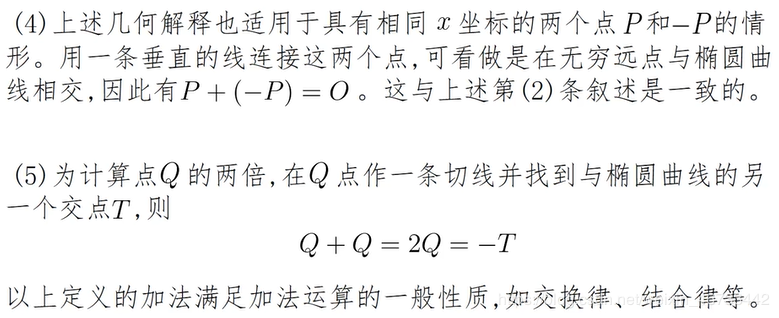 (4)上述几何解释也适用于具有相同 x 坐标的两个点 P和–P的情
形。用一条垂直的线连接这两个点,可看做是在无穷远点与椭圆曲
线相交,因此有P + (−P) = O 。这与上述第(2)条叙述是一致的。
(5)为计算点Q 的两倍,在Q 点作一条切线并找到与椭圆曲线的另
一个交点T,则
Q + Q = 2Q = −T
以上定义的加法满足加法运算的一般性质,如交换律、结合律等。